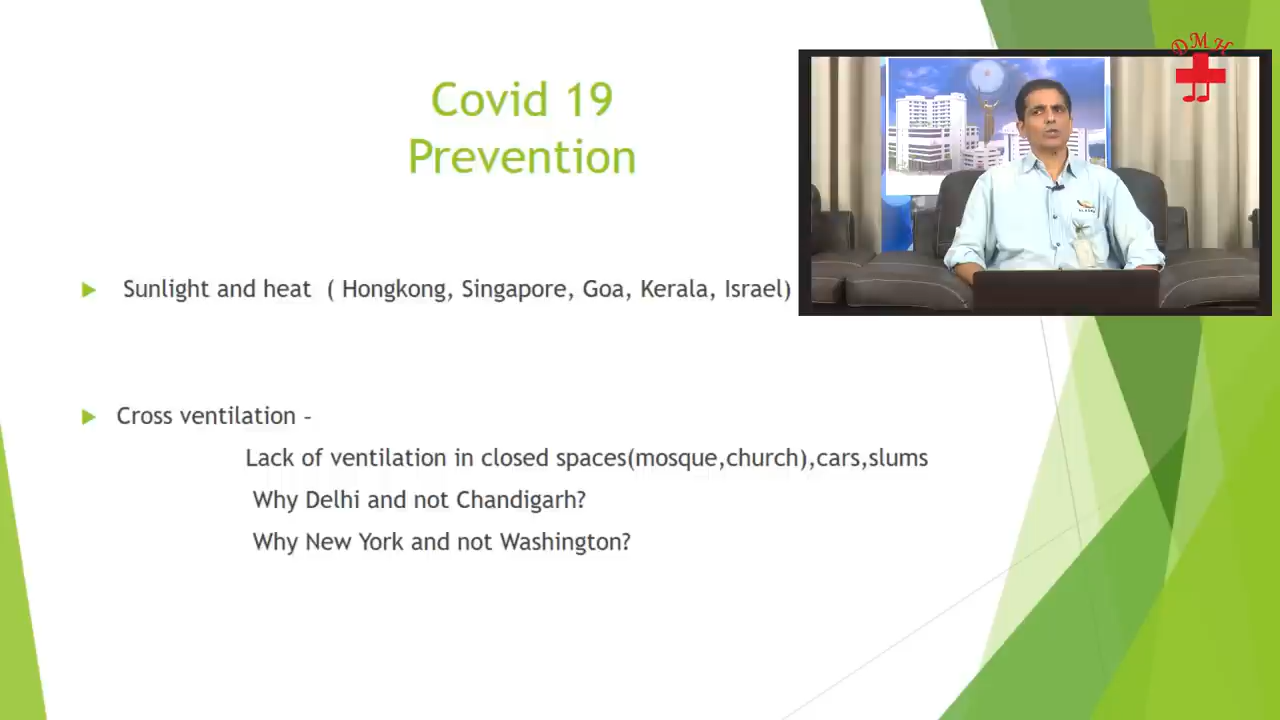 DMH
Covid 19
Prevention
Sunlight and heat ( Hongkong, Singapore, Goa, Kerala, Israel)
Cross ventilation –
Lack of ventilation in closed spaces(mosque,church),cars,slums
Why Delhi and not Chandigarh?
Why New York and not Washington?